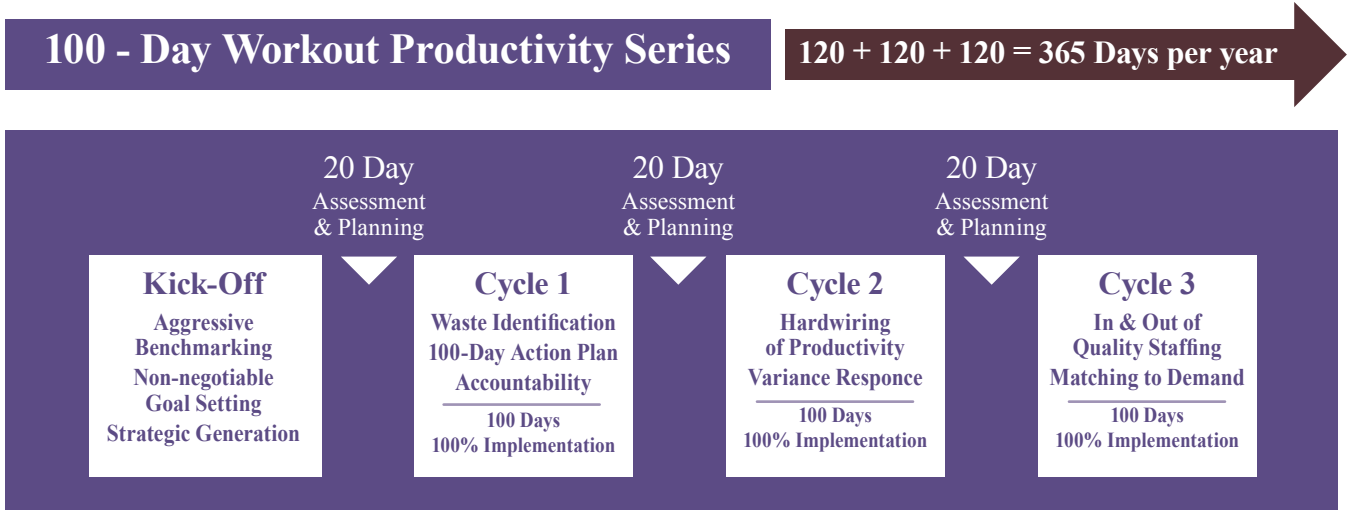 100 - Day Workout Productivity Series
120 + 120 + 120 = 365 Days per year
20 Day
Assessment
& Planning
20 Day
Assessment
& Planning
20 Day
Assessment
& Planning
Kick-Off
Aggressive
Benchmarking
Non-negotiable
Goal Setting
Strategic Generation
Cycle 1
Waste Identification
100-Day Action Plan
Accountability
100 Days
100% Implementation
Cycle 2
Hardwiring
of Productivity
Variance Responce
100 Days
100% Implementation
Cycle 3
In & Out of
Quality Staffing
Matching to Demand
100 Days
100% Implementation